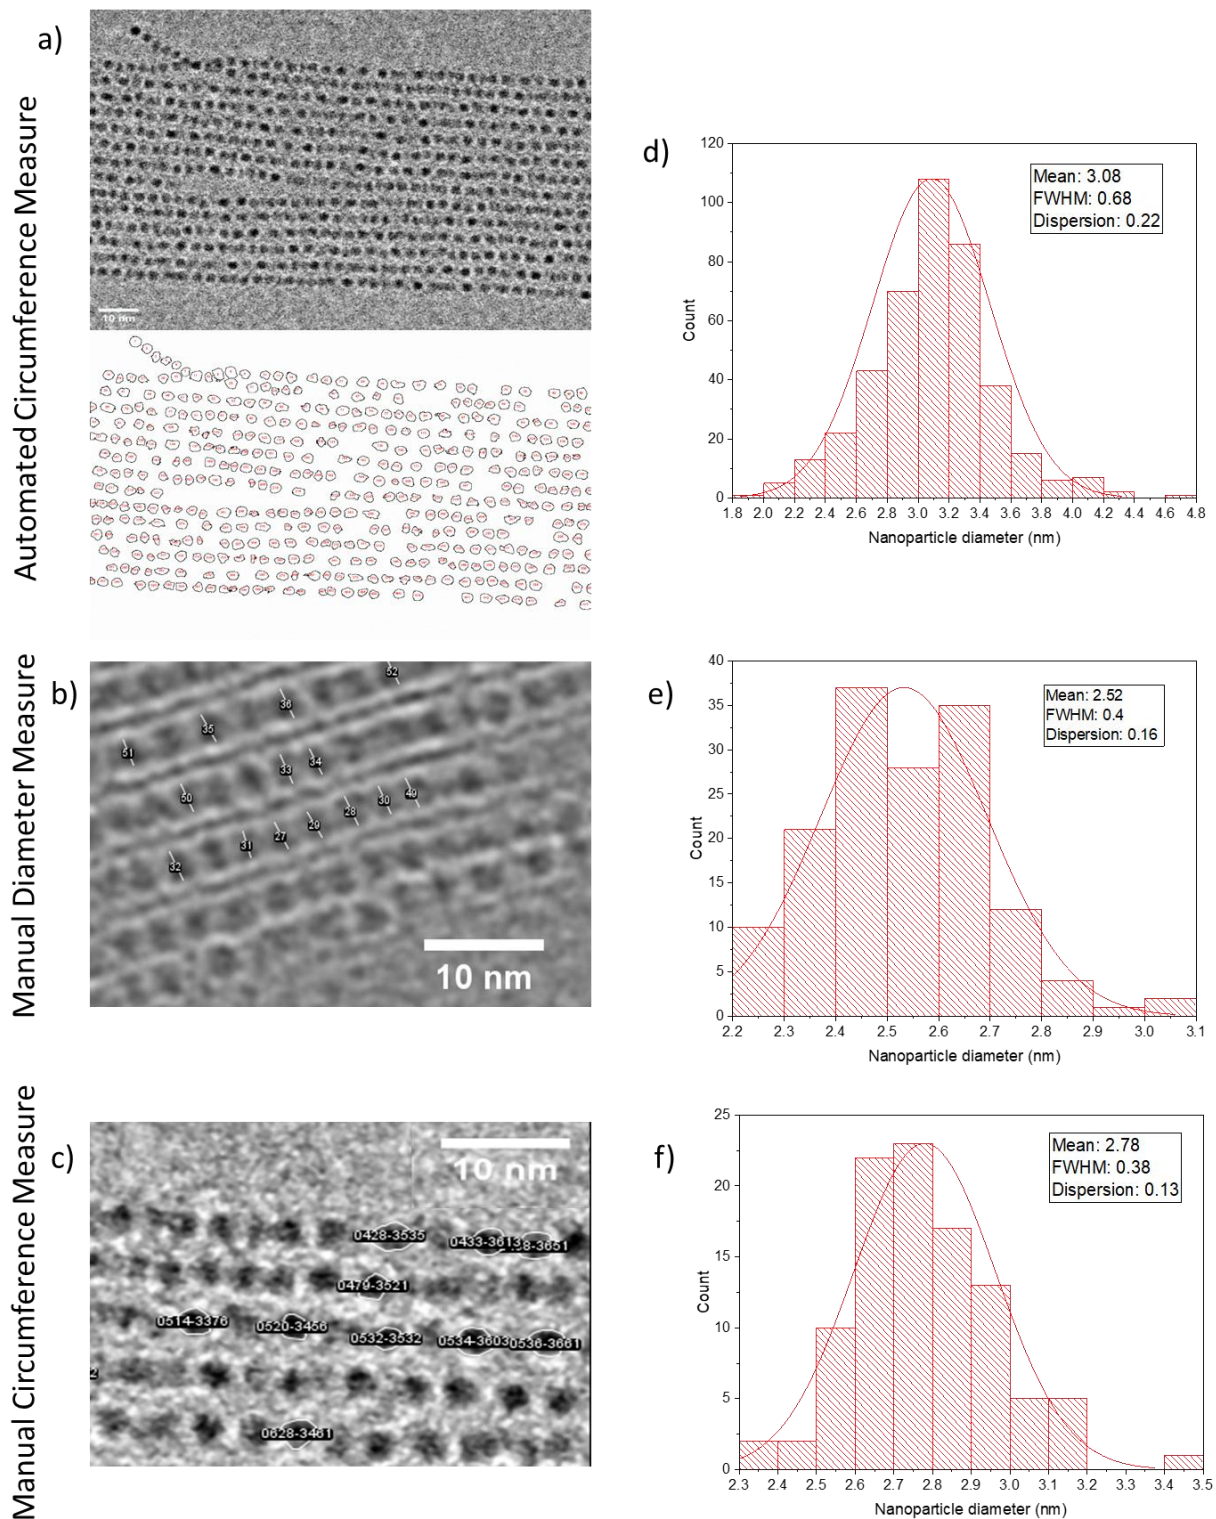 Automated Circumference Measure
a)
10 nm
d)
Mean: 3.08
FWHM: 0.68
Dispersion: 0.22
Count
120
100
80
60
40
20
0
1.8 2.0 2.2 2.4 2.6 2.8 3.0 3.2 3.4 3.6 3.8 4.0 4.2 4.4 4.6 4.8
Nanoparticle diameter (nm)
Manual Diameter Measure
b)
52
36
35
51
34
33
50
49
30
28
29
27
31
32
10 nm
e)
Mean: 2.52
FWHM: 0.4
Dispersion: 0.16
Count
40
35
30
25
20
15
10
5
0
2.2 2.3 2.4 2.5 2.6 2.7 2.8 2.9 3.0 3.1
Nanoparticle diameter (nm)
Manual Circumference Measure
c)
10 nm
0428-3535
0433-3613
0479-3521
0514-3376
0520-3456
0532-3532
0534-3603
0536-3661
0628-3461
f)
Mean: 2.78
FWHM: 0.38
Dispersion: 0.13
Count
25
20
15
10
5
0
2.3 2.4 2.5 2.6 2.7 2.8 2.9 3.0 3.1 3.2 3.3 3.4 3.5
Nanoparticle diameter (nm)